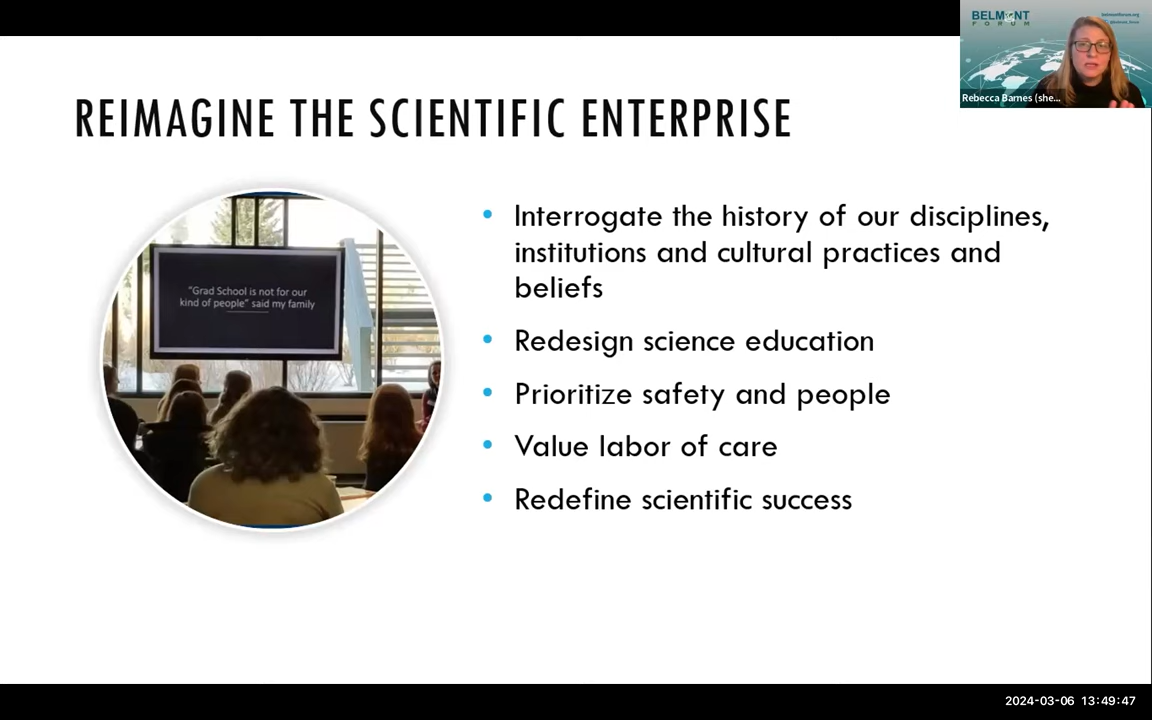 BELMONT
FORUM
belmontforum.org
Rebecca Barnes (she...
REIMAGINE THE SCIENTIFIC ENTERPRISE
"Grad School is not for our
kind of people" said my family
• Interrogate the history of our disciplines,
institutions and cultural practices and
beliefs
• Redesign science education
• Prioritize safety and people
• Value labor of care
• Redefine scientific success
2024-03-06 13:49:47